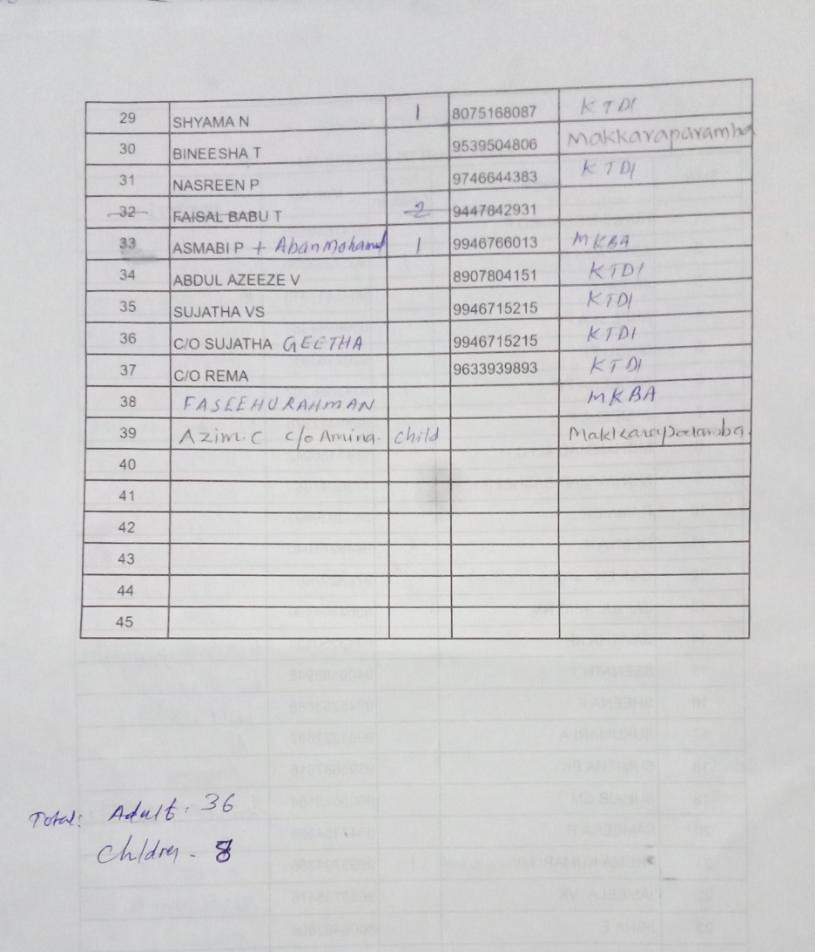 29 SHYAMA N 1 8075168087 KTDI
30 BINEESHA T 9539504806 Makkaraparamba
31 NASREEN P 9746644383 KTDI
32 FAISAL BABU T 2 9447642931
33 ASMABI P + Aban Mohamed 1 9946766013 MKBA
34 ABDUL AZEEZE V 8907804151 KTDI
35 SUJATHA VS 9946715215 KTDI
36 C/O SUJATHA GEETHA 9946715215 KTDI
37 C/O REMA 9633939893 KTDI
38 FASEEHURAHMAN MKBA
39 Azim.C c/o Amina. child
40
41
42
43
44
45
Total: Adult. 36
Chldren - 8